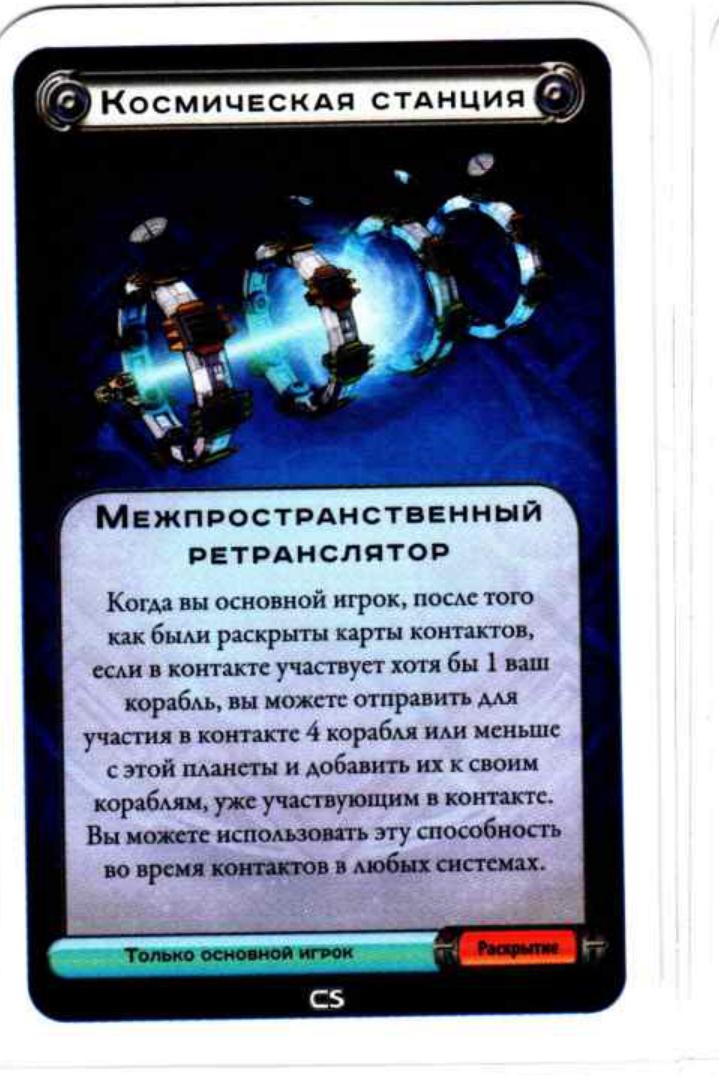 Космическая станция
Межпространственный
ретранслятор
Когда вы основной игрок, после того
как были раскрыты карты контактов,
если в контакте участвует хотя бы 1 ваш
корабль, вы можете отправить для
участия в контакте 4 корабля или меньше
с этой планеты и добавить их к своим
кораблям, уже участвующим в контакте.
Вы можете использовать эту способность
во время контактов в любых системах.
Только основной игрок
Раскрытие
CS